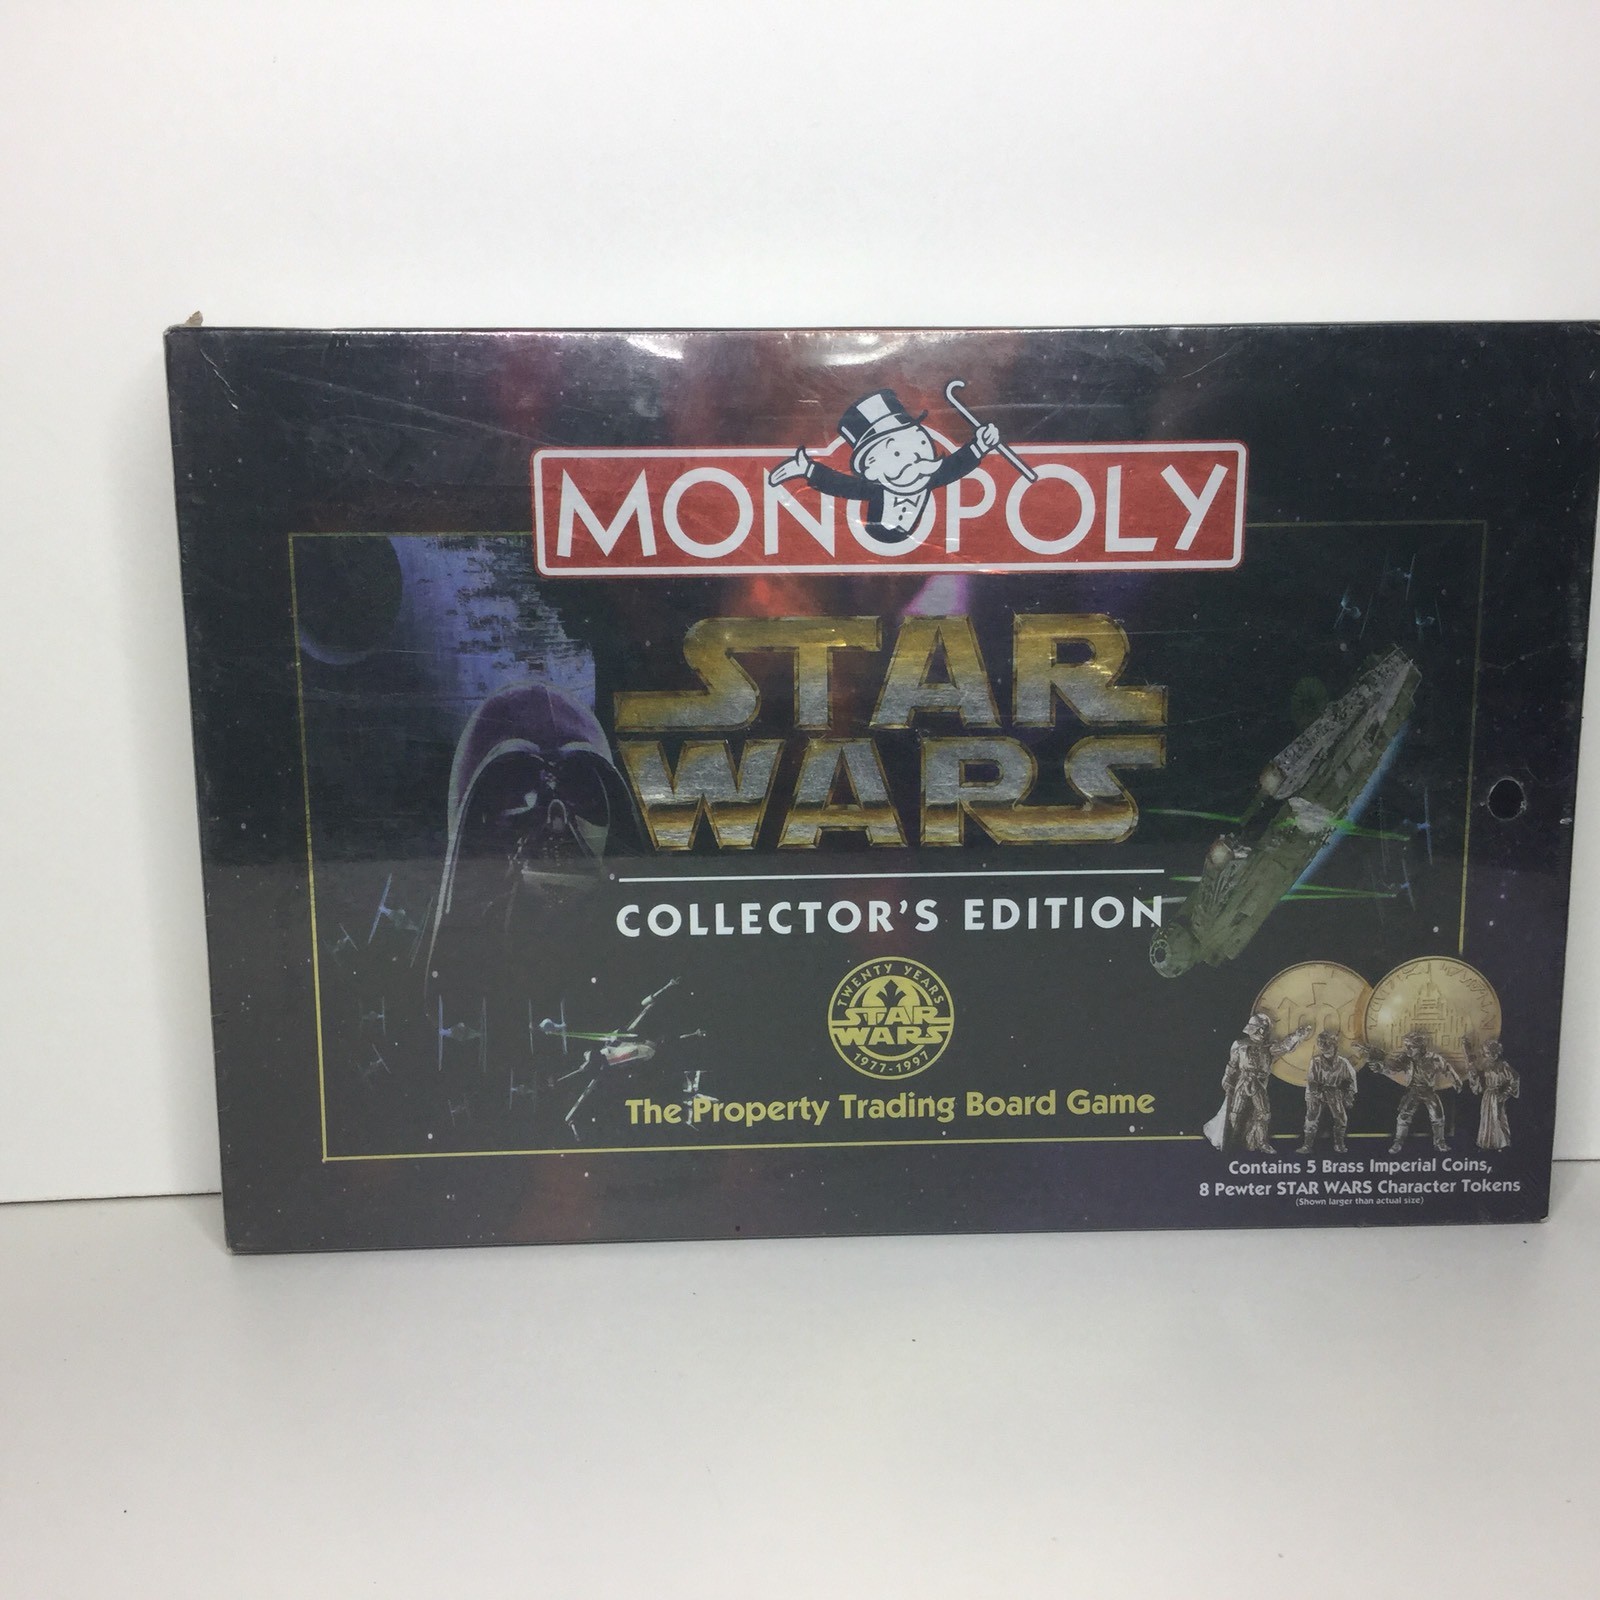 MONOPOLY
STAR
WARS
COLLECTOR'S EDITION
TWENTY YEARS
STAR
WARS
1977-1997
The Property Trading Board Game
Contains 5 Brass Imperial Coins,
8 Pewter STAR WARS Character Tokens
(Shown larger than actual size)